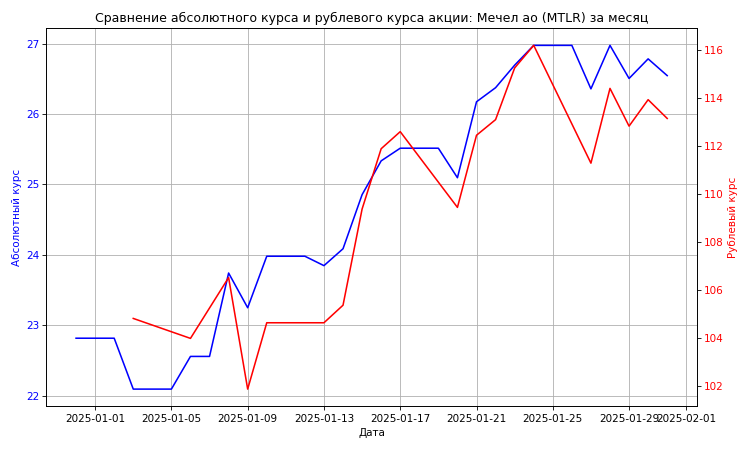 Сравнение абсолютного курса и рублевого курса акции: Мечел ао (MTLR) за месяц
Абсолютный курс
27
26
25
24
23
22
116
114
112
110
108
106
104
102
Рублевый курс
2025-01-01 2025-01-05 2025-01-09 2025-01-13 2025-01-17 2025-01-21 2025-01-25 2025-01-29 2025-02-01
Дата